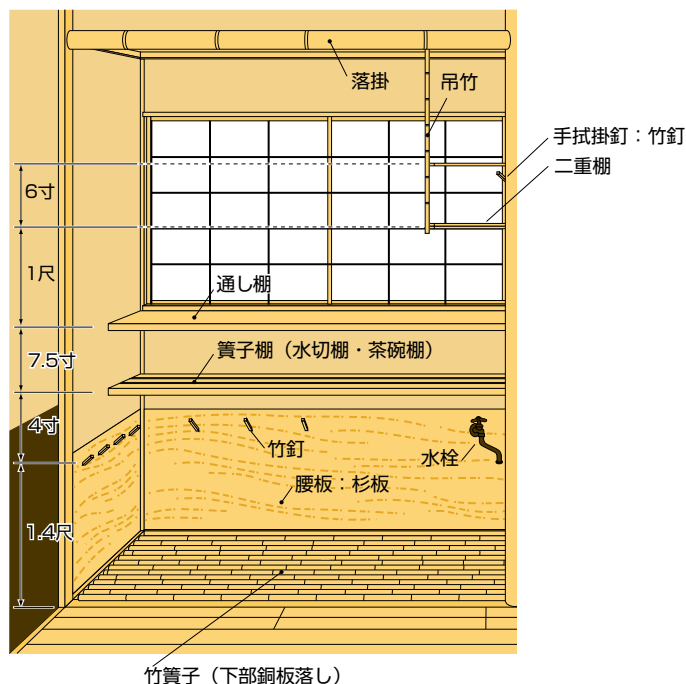 落掛
吊竹
手拭掛釘：竹釘
二重棚
6寸
1尺
通し棚
7.5寸
簀子棚（水切棚・茶碗棚）
4寸
竹釘
水栓
腰板：杉板
1.4尺
竹簀子（下部銅板落し）